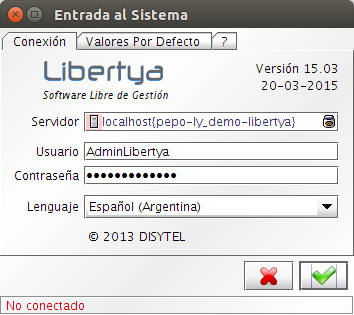 Entrada al Sistema
Conexión Valores Por Defecto ?
Libertya
Software Libre de Gestión
Versión 15.03
20-03-2015
Servidor localhost{pepo-ly_demo-libertya}
Usuario AdminLibertya
Contraseña •••••••••••••
Lenguaje Español (Argentina)
© 2013 DISYTEL
No conectado